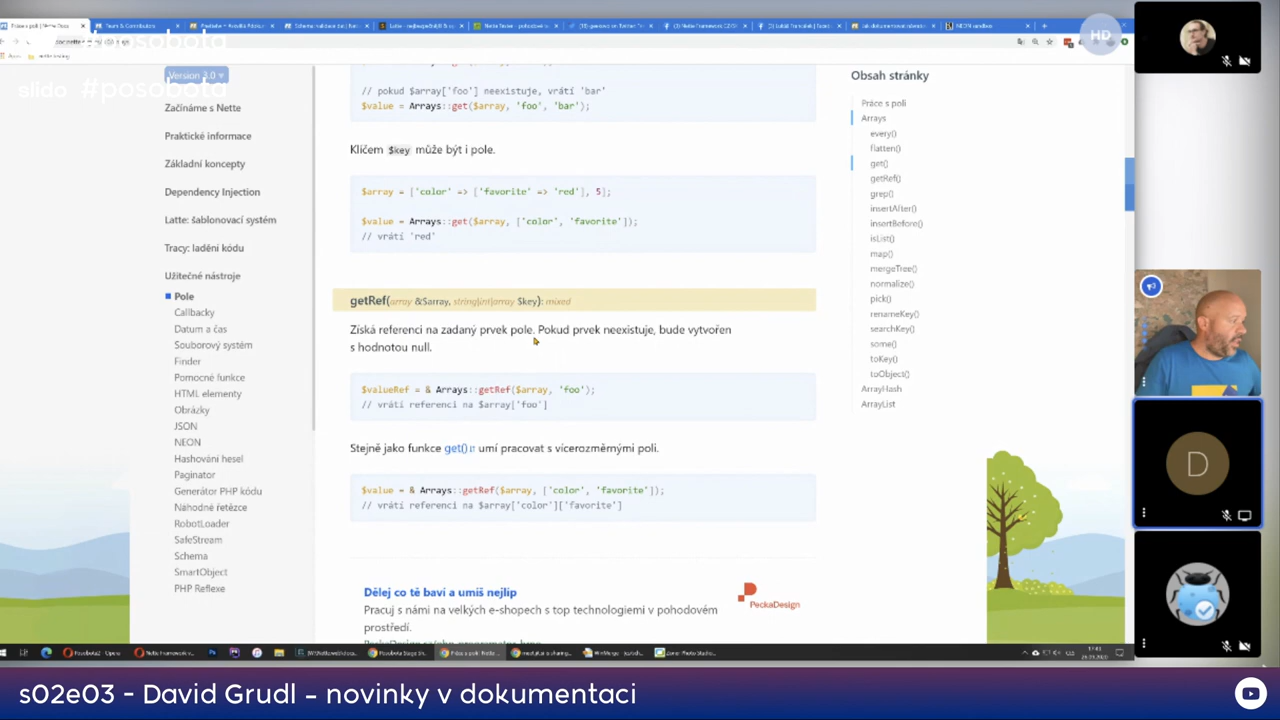 #posobota
HD
slido #posobota
Version 3.0
Začínáme s Nette
Praktické informace
Základní koncepty
Dependency Injection
Latte: šablonovací systém
Tracy: ladění kódu
Užitečné nástroje
Pole
Callbacky
Datum a čas
Souborový systém
Finder
Pomocné funkce
HTML elementy
Obrázky
JSON
NEON
Hashování hesel
Paginator
Generátor PHP kódu
Náhodné řetězce
RobotLoader
SafeStream
Schema
SmartObject
PHP Reflexe
// pokud $array['foo'] neexistuje, vrátí 'bar'
$value = Arrays::get($array, 'foo', 'bar');
Klíčem $key může být i pole.
$array = ['color' => ['favorite' => 'red'], 5];
$value = Arrays::get($array, ['color', 'favorite']);
// vrátí 'red'
getRef(array &$array, string|int|array $key): mixed
Získá referenci na zadaný prvek pole. Pokud prvek neexistuje, bude vytvořen
s hodnotou null.
$valueRef = & Arrays::getRef($array, 'foo');
// vrátí referenci na $array['foo']
Stejně jako funkce get() umí pracovat s vícerozměrnými poli.
$value = & Arrays::getRef($array, ['color', 'favorite']);
// vrátí referenci na $array['color']['favorite']
Dělej co tě baví a umíš nejlíp
Pracuj s námi na velkých e-shopech s top technologiemi v pohodovém
prostředí.
PeckaDesign
Obsah stránky
Práce s poli
Arrays
every()
flatten()
get()
getRef()
grep()
insertAfter()
insertBefore()
isList()
map()
mergeTree()
normalize()
pick()
renameKey()
searchKey()
some()
toKey()
toObject()
ArrayHash
ArrayList
D
s02e03 - David Grudl - novinky v dokumentaci